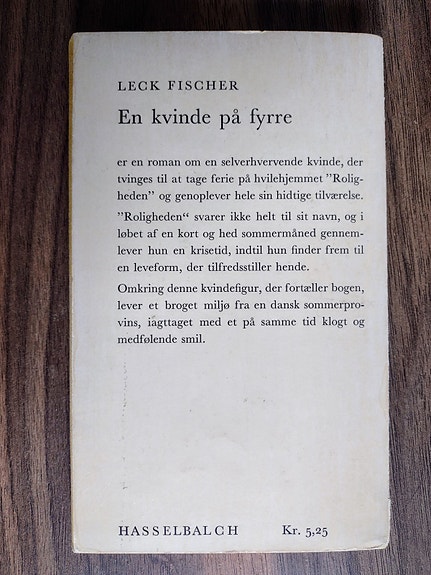 LECK FISCHER
En kvinde på fyrre
er en roman om en selverhvervende kvinde, der
tvinges til at tage ferie på hvilehjemmet ”Rolig-
heden” og genoplever hele sin hidtige tilværelse.
”Roligheden“ svarer ikke helt til sit navn, og i
løbet af en kort og hed sommermåned gennem-
lever hun en krisetid, indtil hun finder frem til
en leveform, der tilfredsstiller hende.
Omkring denne kvindefigur, der fortæller bogen,
lever et broget miljø fra en dansk sommerpro-
vins, iagttaget med et på samme tid klogt og
medfølende smil.
HASSELBALCH Kr. 5,25